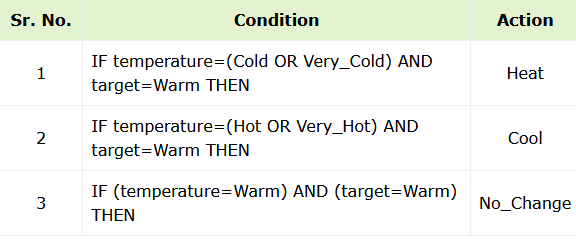 Sr. No. Condition Action
1 IF temperature=(Cold OR Very_Cold) AND target=Warm THEN Heat
2 IF temperature=(Hot OR Very_Hot) AND target=Warm THEN Cool
3 IF (temperature=Warm) AND (target=Warm) THEN No_Change